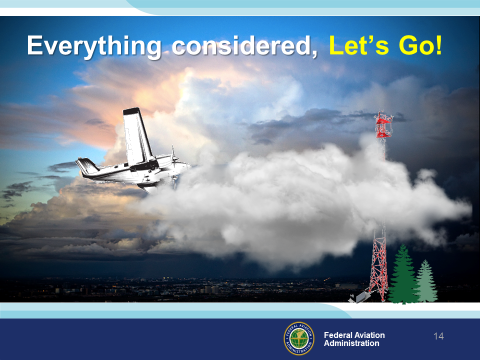 Everything considered, Let's Go!
Federal Aviation
Administration
14